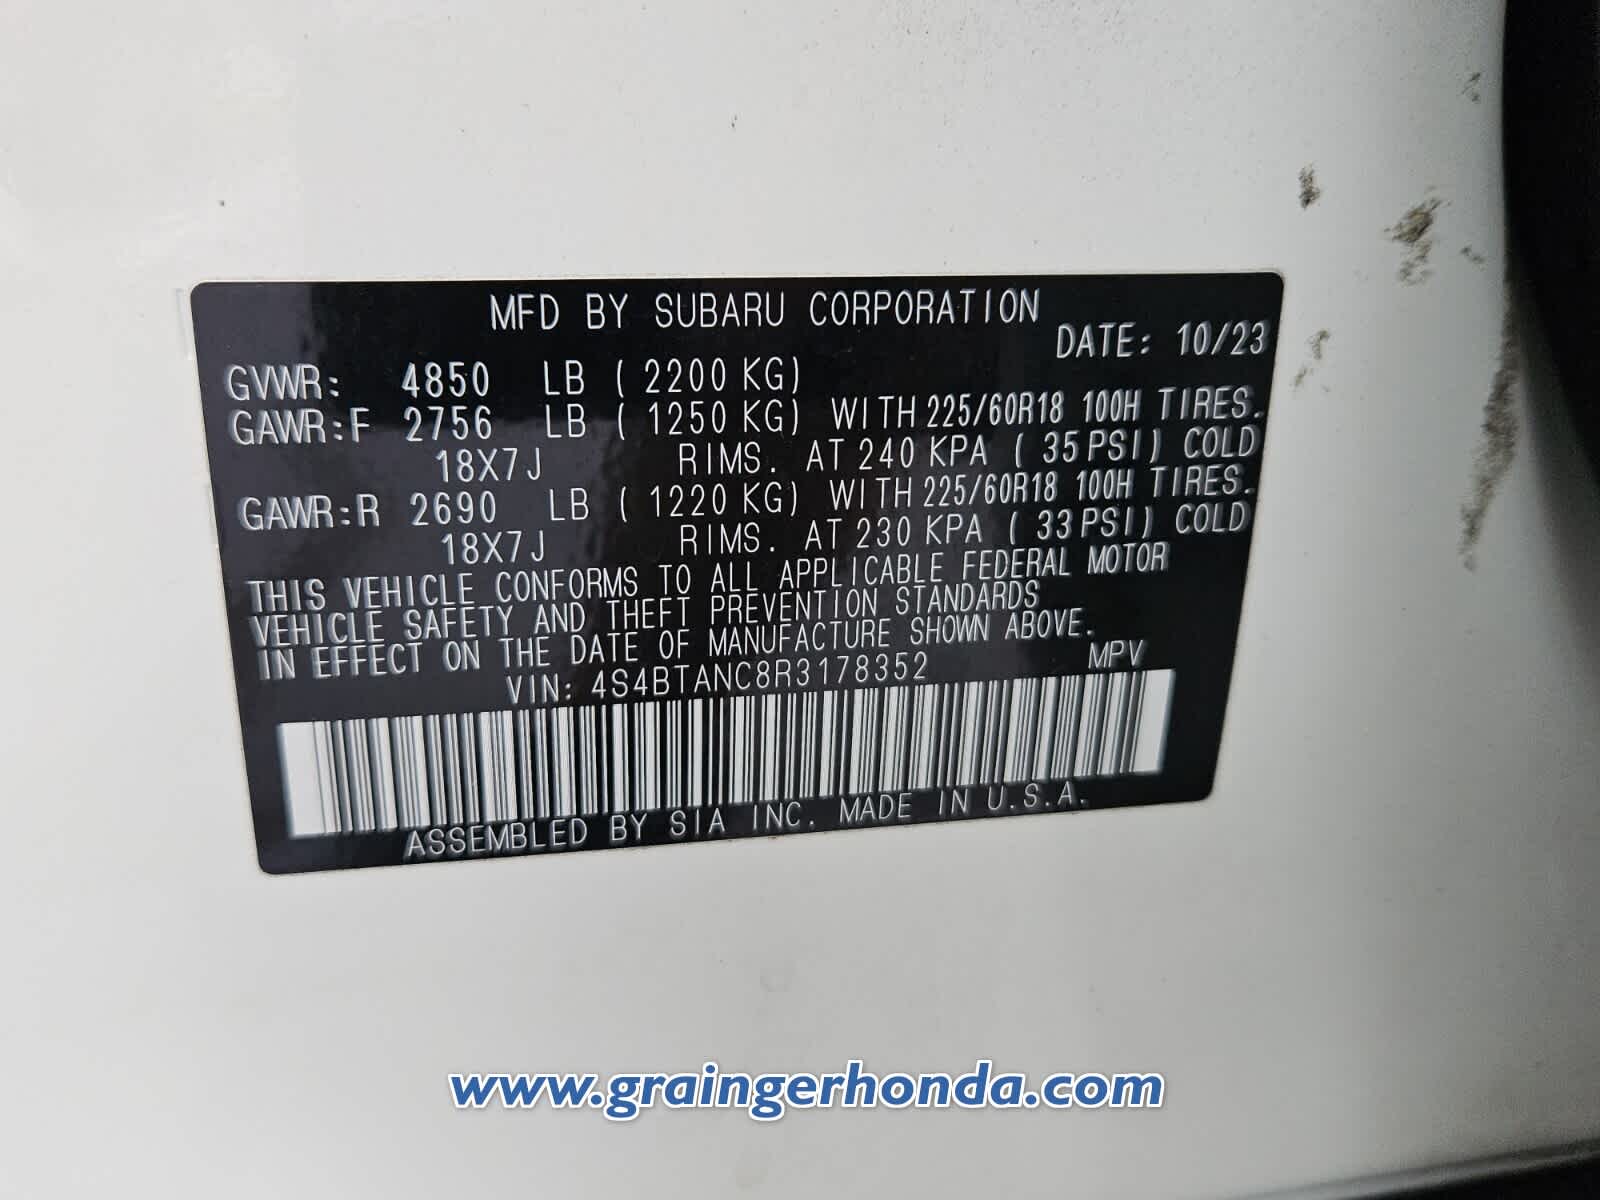 MFD BY SUBARU CORPORATION
DATE: 10/23
GVWR: 4850 LB ( 2200 KG)
GAWR:F 2756 LB ( 1250 KG) WITH 225/60R18 100H TIRES.
18X7J RIMS. AT 240 KPA ( 35 PSI) COLD
GAWR:R 2690 LB ( 1220 KG) WITH 225/60R18 100H TIRES.
18X7J RIMS. AT 230 KPA ( 33 PSI) COLD
THIS VEHICLE CONFORMS TO ALL APPLICABLE FEDERAL MOTOR
VEHICLE SAFETY AND THEFT PREVENTION STANDARDS
IN EFFECT ON THE DATE OF MANUFACTURE SHOWN ABOVE.
VIN: 4S4BTANC8R3178352 MPV
ASSEMBLED BY SIA INC. MADE IN U.S.A.
www.graingerhonda.com